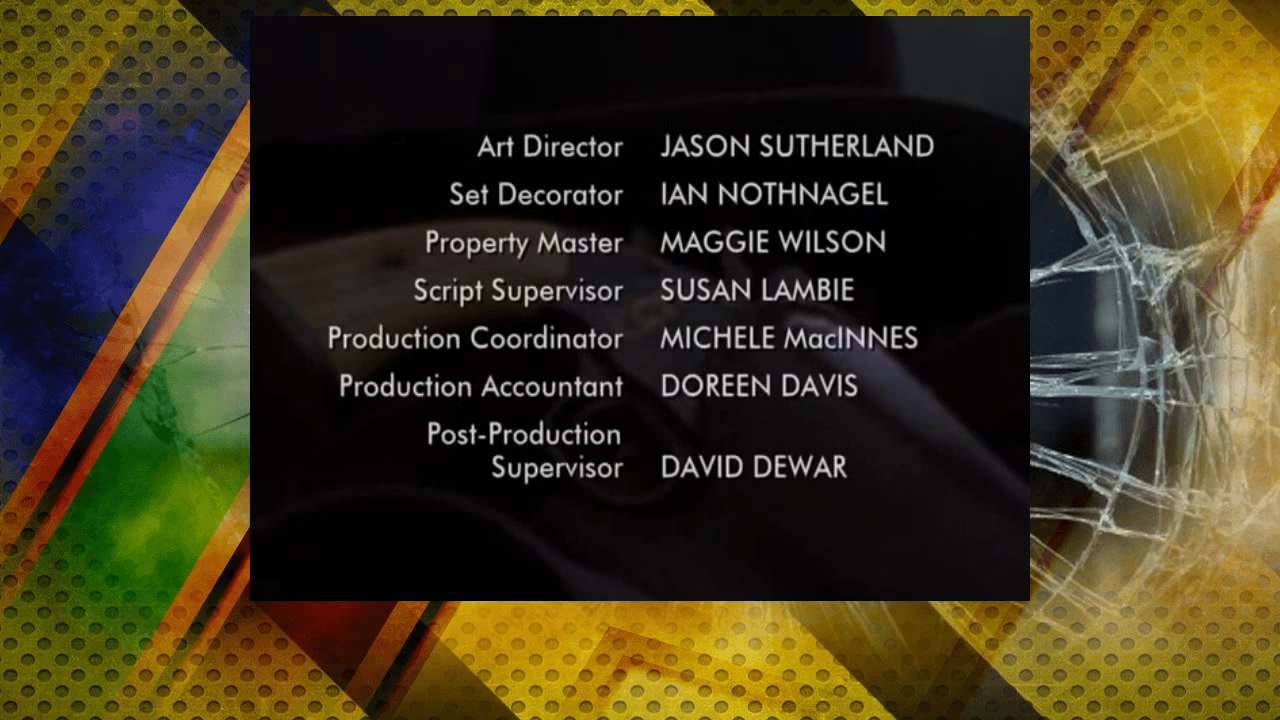 Art Director JASON SUTHERLAND
Set Decorator IAN NOTHNAGEL
Property Master MAGGIE WILSON
Script Supervisor SUSAN LAMBIE
Production Coordinator MICHELE MacINNES
Production Accountant DOREEN DAVIS
Post-Production
Supervisor DAVID DEWAR